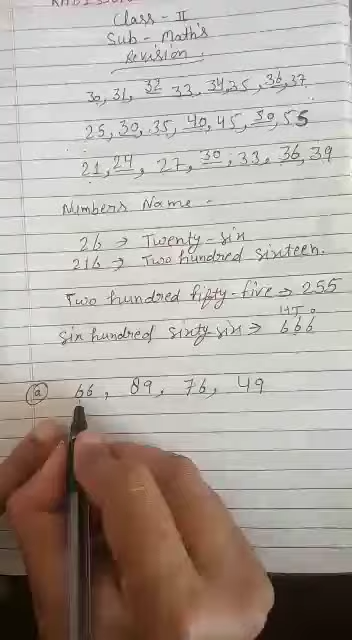 Class - II
Sub - Math's
Revision.
30, 31, 32 33, 34, 35, 36, 37
25, 30, 35, 40, 45, 50, 55
21, 24, 27, 30, 33, 36, 39
Numbers Name -
26 → Twenty-six
216 → Two hundred sixteen.
Two hundred fifty-five → 255
Six hundred sixty six → 666
(a) 66, 89, 76, 49